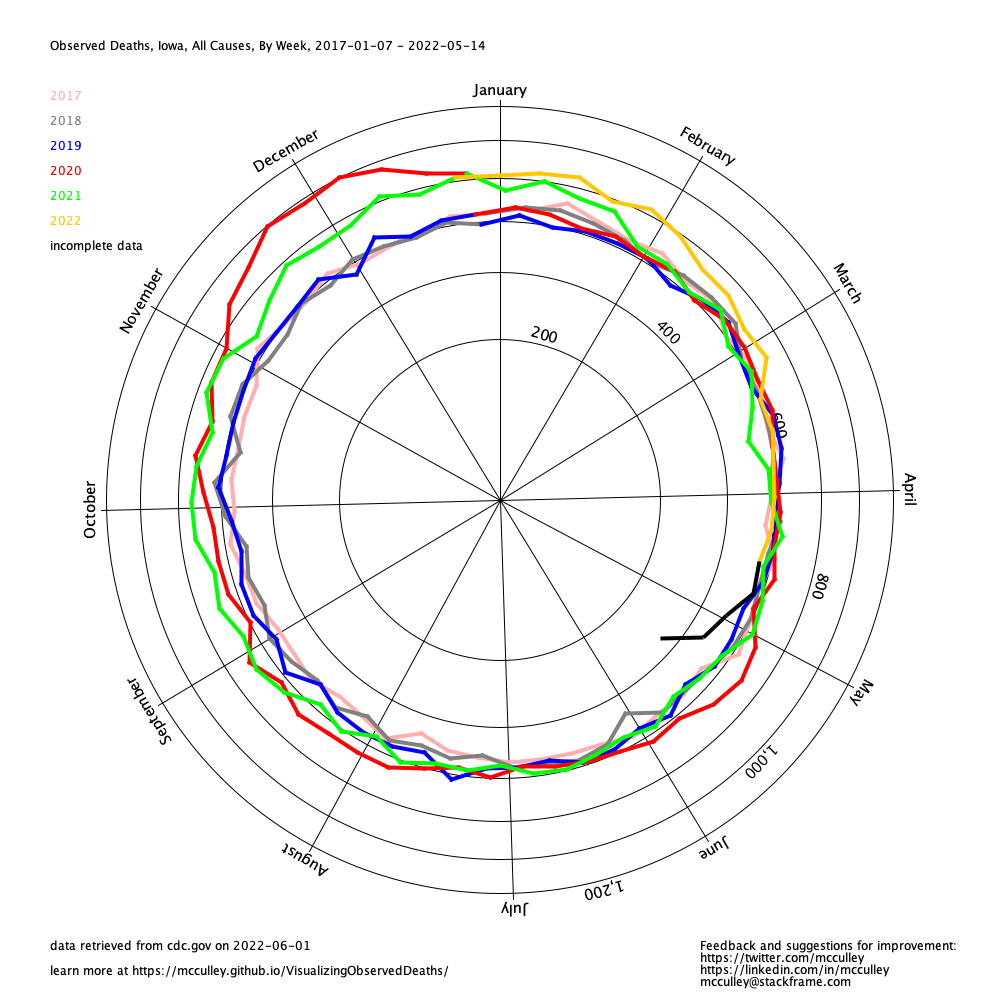 Observed Deaths, Iowa, All Causes, By Week, 2017-01-07 - 2022-05-14
January
2017
2018
2019
2020
2021
2022
incomplete data
December
February
November
March
200
400
600
October
April
800
September
May
1,000
August
June
1,200
July
data retrieved from cdc.gov on 2022-06-01
learn more at https://mcculley.github.io/VisualizingObservedDeaths/
Feedback and suggestions for improvement:
https://twitter.com/mcculley
https://linkedin.com/in/mcculley
mcculley@stackframe.com